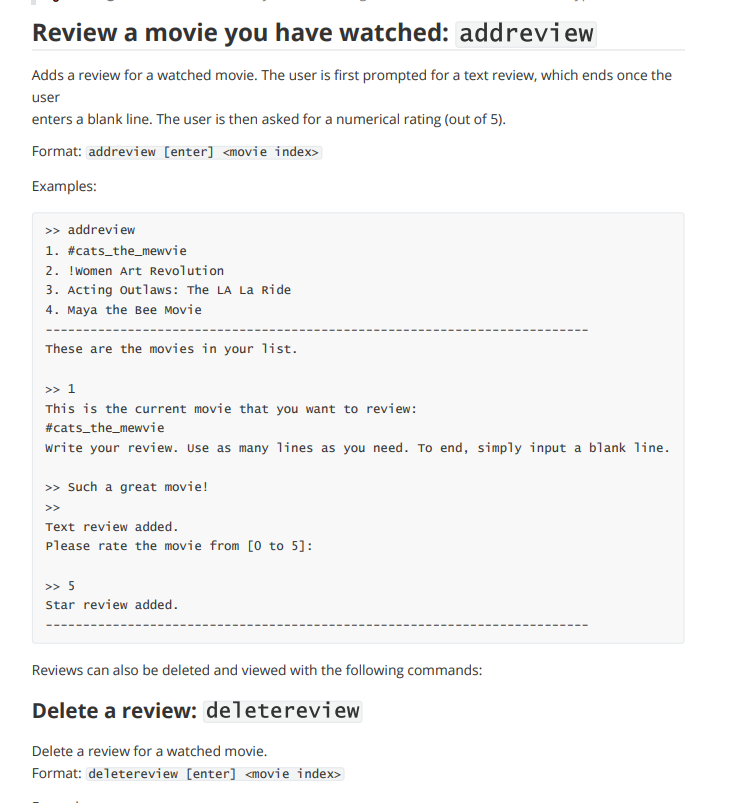 Review a movie you have watched: addreview
Adds a review for a watched movie. The user is first prompted for a text review, which ends once the
user
enters a blank line. The user is then asked for a numerical rating (out of 5).
Format: addreview [enter] <movie index>
Examples:
>> addreview
1. #cats_the_mewvie
2. !Women Art Revolution
3. Acting Outlaws: The LA La Ride
4. Maya the Bee Movie
-------------------------------------------------------------------------
These are the movies in your list.
>> 1
This is the current movie that you want to review:
#cats_the_mewvie
Write your review. Use as many lines as you need. To end, simply input a blank line.
>> Such a great movie!
>>
Text review added.
Please rate the movie from [0 to 5]:
>> 5
Star review added.
-------------------------------------------------------------------------
Reviews can also be deleted and viewed with the following commands:
Delete a review: deletereview
Delete a review for a watched movie.
Format: deletereview [enter] <movie index>